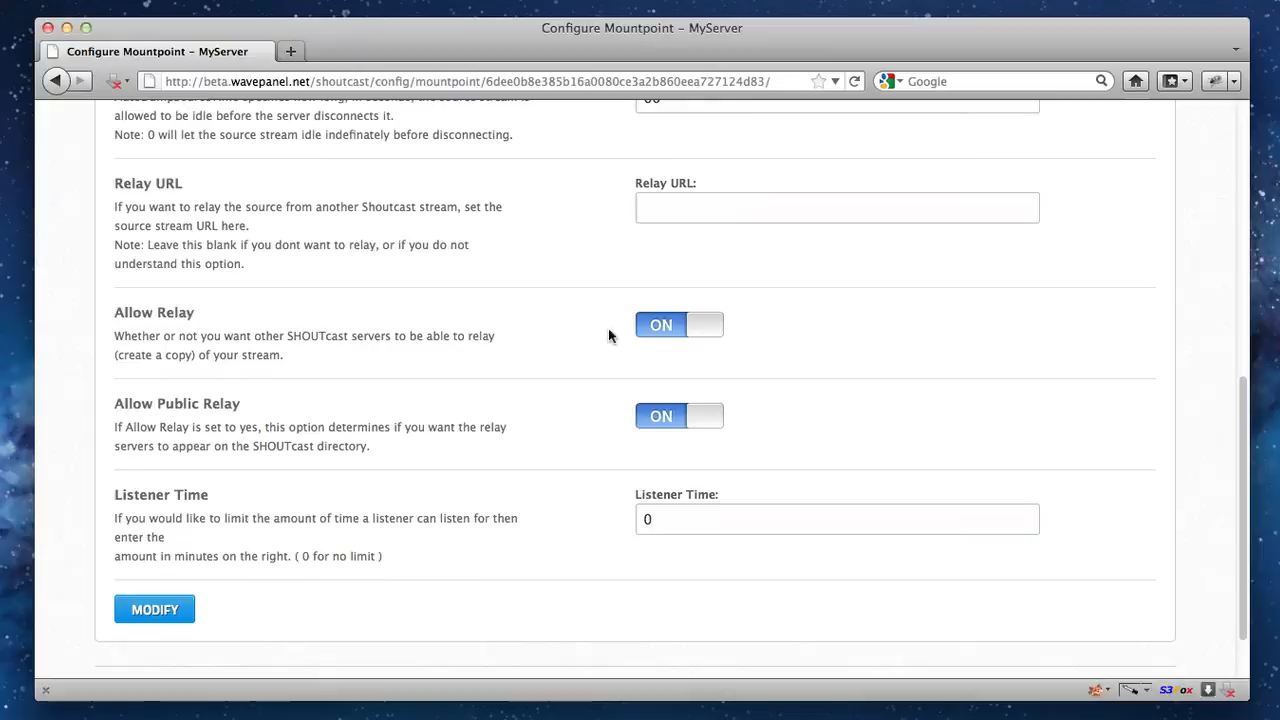 Configure Mountpoint – MyServer
Configure Mountpoint – MyServer
http://beta.wavepanel.net/shoutcast/config/mountpoint/6dee0b8e385b16a0080ce3a2b860eea727124d83/
Google
allowed to be idle before the server disconnects it.
Note: 0 will let the source stream idle indefinately before disconnecting.
Relay URL
Relay URL:
If you want to relay the source from another Shoutcast stream, set the
source stream URL here.
Note: Leave this blank if you dont want to relay, or if you do not
understand this option.
Allow Relay
ON
Whether or not you want other SHOUTcast servers to be able to relay
(create a copy) of your stream.
Allow Public Relay
ON
If Allow Relay is set to yes, this option determines if you want the relay
servers to appear on the SHOUTcast directory.
Listener Time
Listener Time:
If you would like to limit the amount of time a listener can listen for then
enter the
amount in minutes on the right. ( 0 for no limit )
0
MODIFY
S3Fox